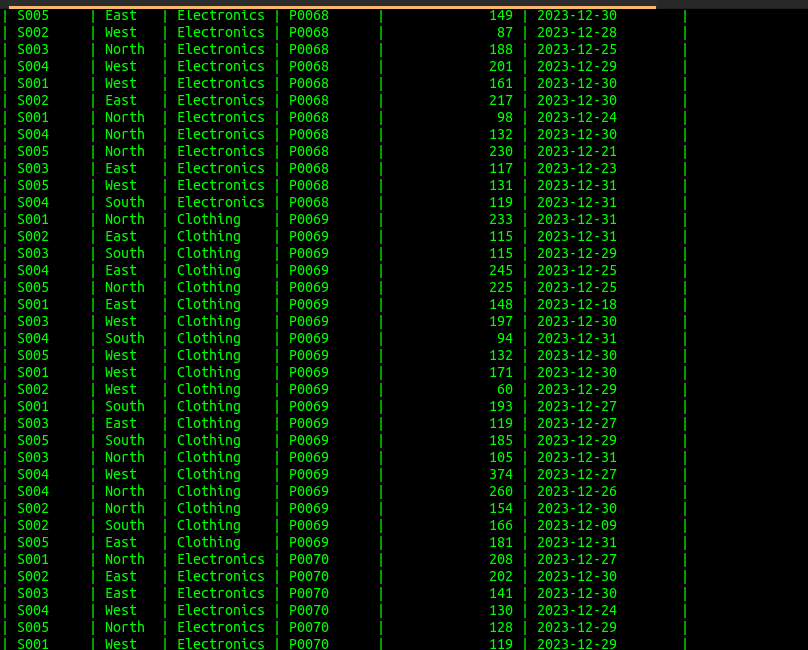 | S005 | East | Electronics | P0068 | 149 | 2023-12-30 |
| S002 | West | Electronics | P0068 | 87 | 2023-12-28 |
| S003 | North | Electronics | P0068 | 188 | 2023-12-25 |
| S004 | West | Electronics | P0068 | 201 | 2023-12-29 |
| S001 | West | Electronics | P0068 | 161 | 2023-12-30 |
| S002 | East | Electronics | P0068 | 217 | 2023-12-30 |
| S001 | North | Electronics | P0068 | 98 | 2023-12-24 |
| S004 | North | Electronics | P0068 | 132 | 2023-12-30 |
| S005 | North | Electronics | P0068 | 230 | 2023-12-21 |
| S003 | East | Electronics | P0068 | 117 | 2023-12-23 |
| S005 | West | Electronics | P0068 | 131 | 2023-12-31 |
| S004 | South | Electronics | P0068 | 119 | 2023-12-31 |
| S001 | North | Clothing | P0069 | 233 | 2023-12-31 |
| S002 | East | Clothing | P0069 | 115 | 2023-12-31 |
| S003 | South | Clothing | P0069 | 115 | 2023-12-29 |
| S004 | East | Clothing | P0069 | 245 | 2023-12-25 |
| S005 | North | Clothing | P0069 | 225 | 2023-12-25 |
| S001 | East | Clothing | P0069 | 148 | 2023-12-18 |
| S003 | West | Clothing | P0069 | 197 | 2023-12-30 |
| S004 | South | Clothing | P0069 | 94 | 2023-12-31 |
| S005 | West | Clothing | P0069 | 132 | 2023-12-30 |
| S001 | West | Clothing | P0069 | 171 | 2023-12-30 |
| S002 | West | Clothing | P0069 | 60 | 2023-12-29 |
| S001 | South | Clothing | P0069 | 193 | 2023-12-27 |
| S003 | East | Clothing | P0069 | 119 | 2023-12-27 |
| S005 | South | Clothing | P0069 | 185 | 2023-12-29 |
| S003 | North | Clothing | P0069 | 105 | 2023-12-31 |
| S004 | West | Clothing | P0069 | 374 | 2023-12-27 |
| S004 | North | Clothing | P0069 | 260 | 2023-12-26 |
| S002 | North | Clothing | P0069 | 154 | 2023-12-30 |
| S002 | South | Clothing | P0069 | 166 | 2023-12-09 |
| S005 | East | Clothing | P0069 | 181 | 2023-12-31 |
| S001 | North | Electronics | P0070 | 208 | 2023-12-27 |
| S002 | East | Electronics | P0070 | 202 | 2023-12-30 |
| S003 | East | Electronics | P0070 | 141 | 2023-12-30 |
| S004 | West | Electronics | P0070 | 130 | 2023-12-24 |
| S005 | North | Electronics | P0070 | 128 | 2023-12-29 |
| S001 | West | Electronics | P0070 | 119 | 2023-12-29 |